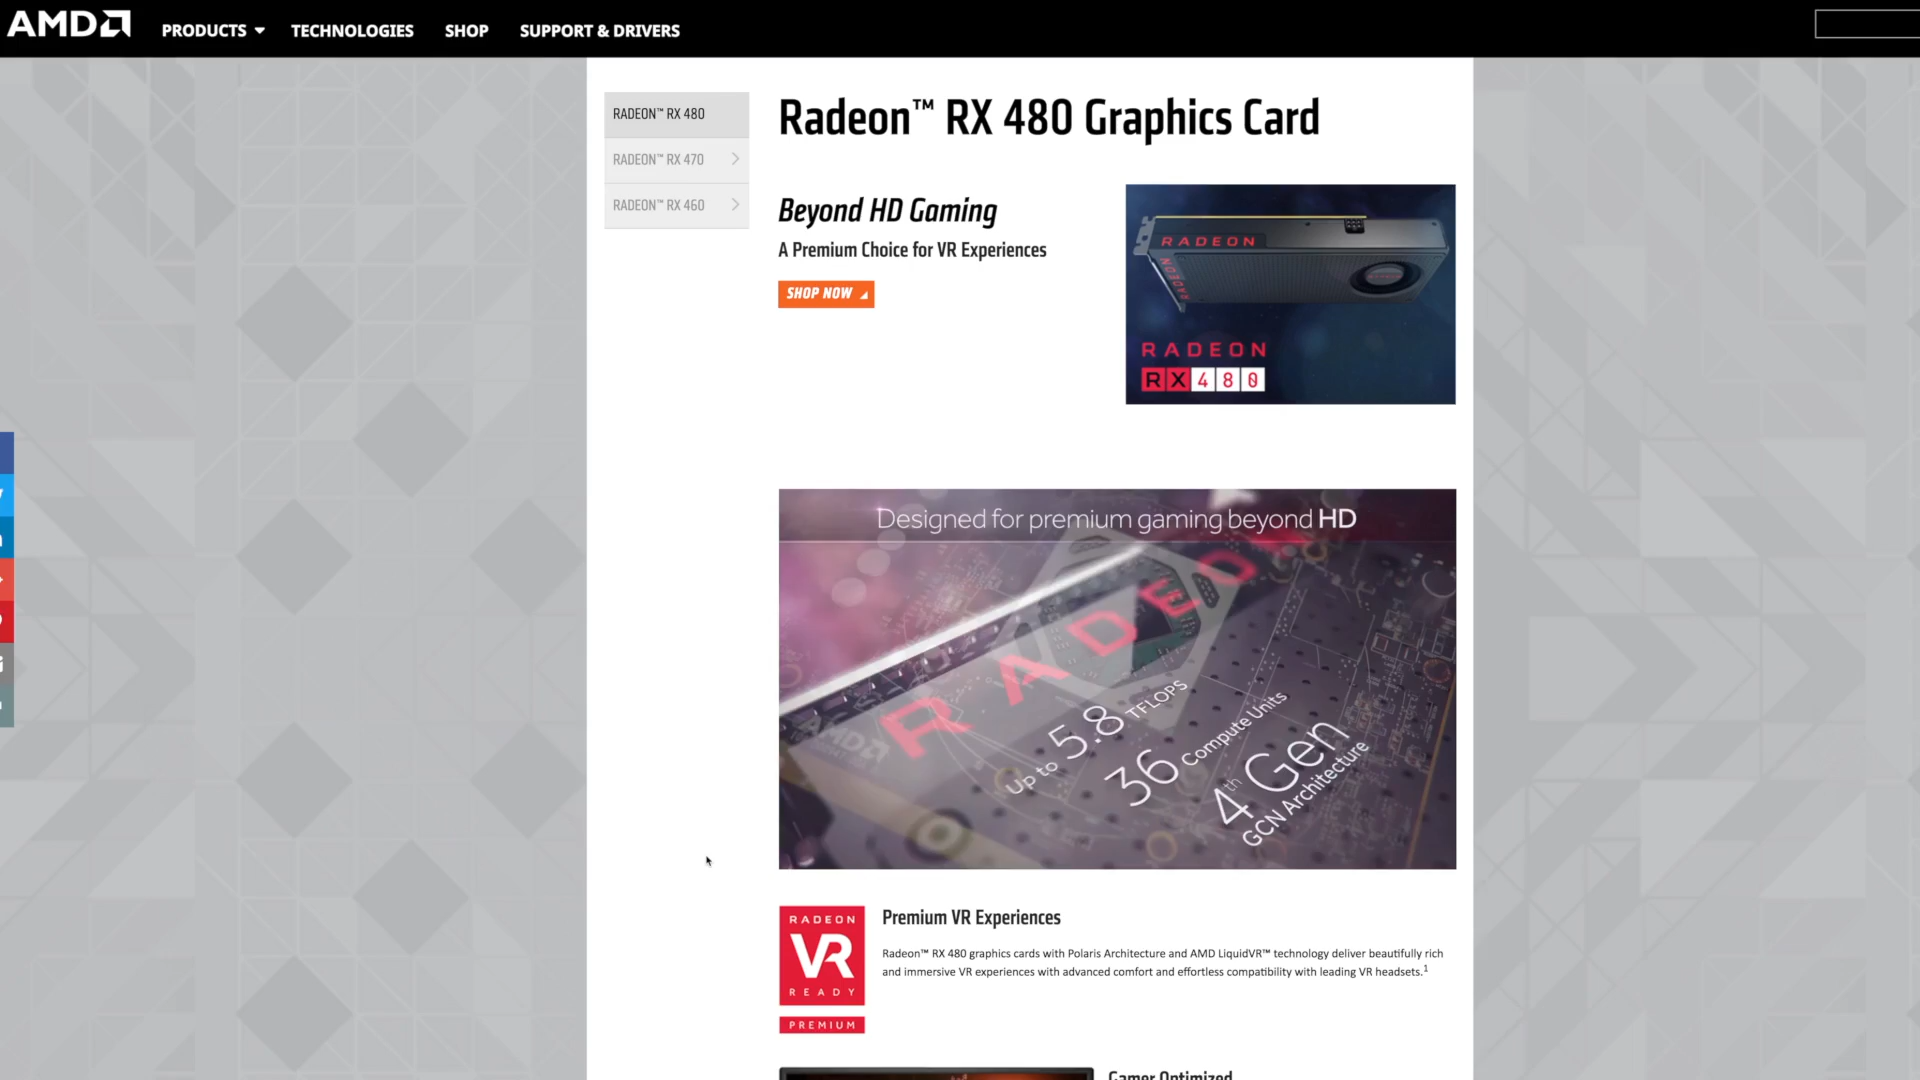 AMD
PRODUCTS
TECHNOLOGIES
SHOP
SUPPORT & DRIVERS
RADEON™ RX 480
RADEON™ RX 470
RADEON™ RX 460
Radeon™ RX 480 Graphics Card
Beyond HD Gaming
A Premium Choice for VR Experiences
SHOP NOW
RADEON
RADEON
RADEON
RX480
Designed for premium gaming beyond HD
RADEON
AMD
Up to 5.8 TFLOPS
36 Compute Units
4th Gen
GCN Architecture
RADEON
VR
READY
PREMIUM
Premium VR Experiences
Radeon™ RX 480 graphics cards with Polaris Architecture and AMD LiquidVR™ technology deliver beautifully rich
and immersive VR experiences with advanced comfort and effortless compatibility with leading VR headsets.1
Gamer Optimized